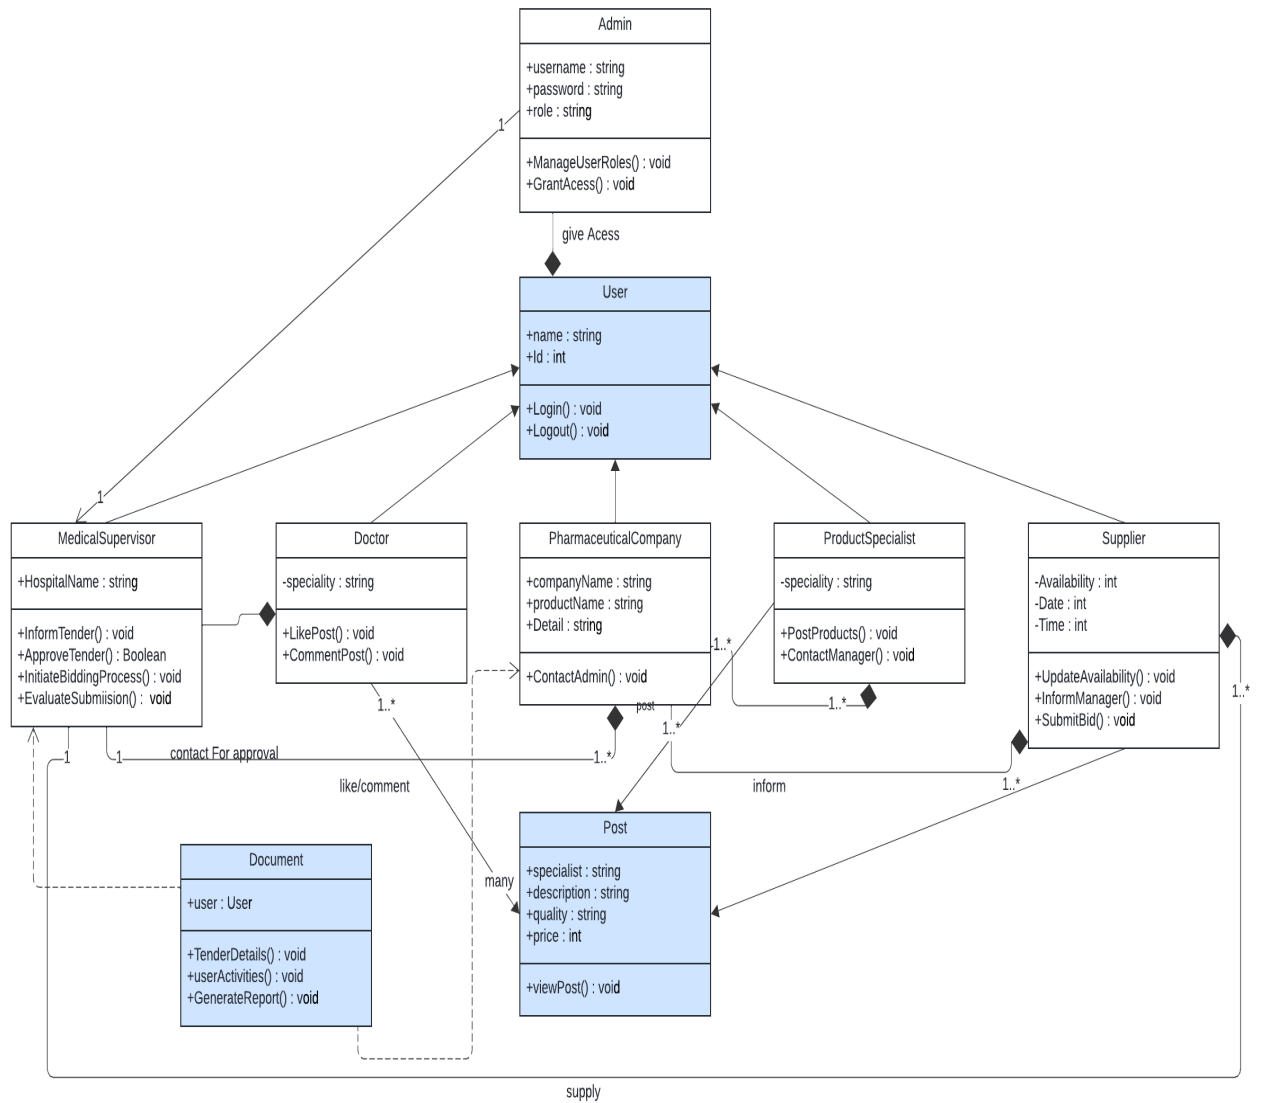 Admin
+username : string
+password : string
+role : string
+ManageUserRoles() : void
+GrantAcess() : void
1
give Acess
User
+name : string
+Id : int
+Login() : void
+Logout() : void
1
MedicalSupervisor
+HospitalName : string
+InformTender() : void
+ApproveTender() : Boolean
+InitiateBiddingProcess() : void
+EvaluateSubmiision() : void
Doctor
-speciality : string
+LikePost() : void
+CommentPost() : void
PharmaceuticalCompany
+companyName : string
+productName : string
+Detail : string
+ContactAdmin() : void
ProductSpecialist
-speciality : string
+PostProducts() : void
+ContactManager() : void
Supplier
-Availability : int
-Date : int
-Time : int
+UpdateAvailability() : void
+InformManager() : void
+SubmitBid() : void
1..*
1..*
1..*
1..*
post
1..*
1
1
contact For approval
1..*
like/comment
inform
1..*
many
Post
+specialist : string
+description : string
+quality : string
+price : int
+viewPost() : void
Document
+user : User
+TenderDetails() : void
+userActivities() : void
+GenerateReport() : void
supply